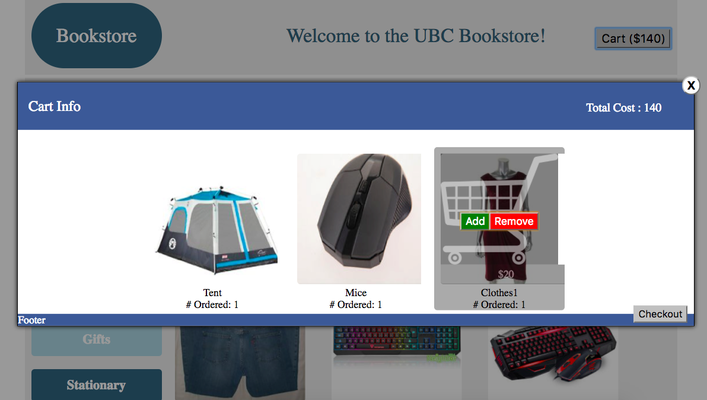 Bookstore
Welcome to the UBC Bookstore!
Cart ($140)
X
Cart Info
Total Cost : 140
Add Remove
$20
Tent
# Ordered: 1
Mice
# Ordered: 1
Clothes1
# Ordered: 1
Checkout
Footer
Gifts
Stationary